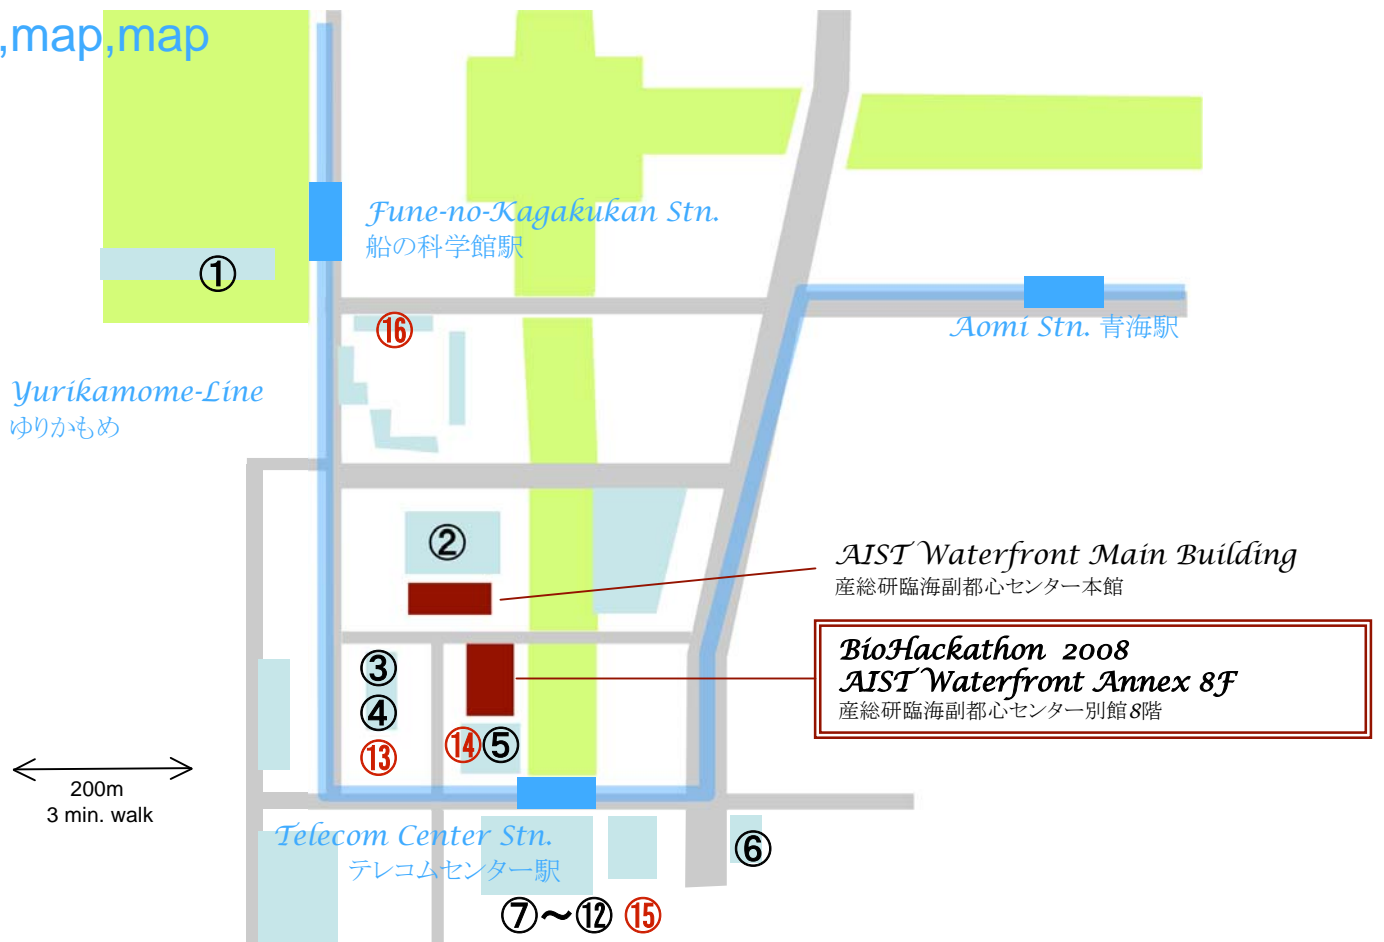 ,map,map
Fune-no-Kagakukan Stn.
船の科学館駅
①
⑯
Aomi Stn. 青海駅
Yurikamome-Line
ゆりかもめ
②
AIST Waterfront Main Building
産総研臨海副都心センター本館
BioHackathon 2008
AIST Waterfront Annex 8F
産総研臨海副都心センター別館8階
③
④
⑬
⑭⑤
200m
3 min. walk
Telecom Center Stn.
テレコムセンター駅
⑥
⑦～⑫ ⑮